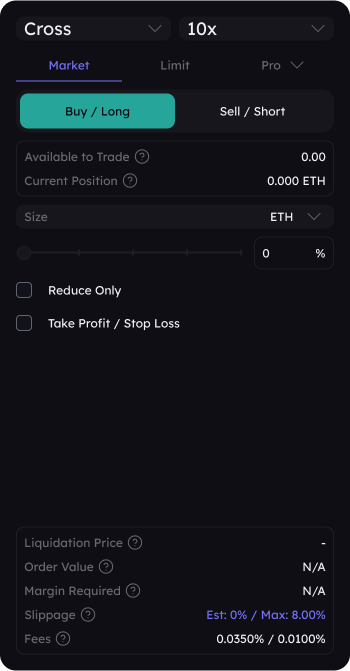 Cross 10x
Market Limit Pro
Buy / Long Sell / Short
Available to Trade ? 0.00
Current Position ? 0.000 ETH
Size ETH
0 %
Reduce Only
Take Profit / Stop Loss
Liquidation Price ? -
Order Value ? N/A
Margin Required ? N/A
Slippage ? Est: 0% / Max: 8.00%
Fees ? 0.0350% / 0.0100%